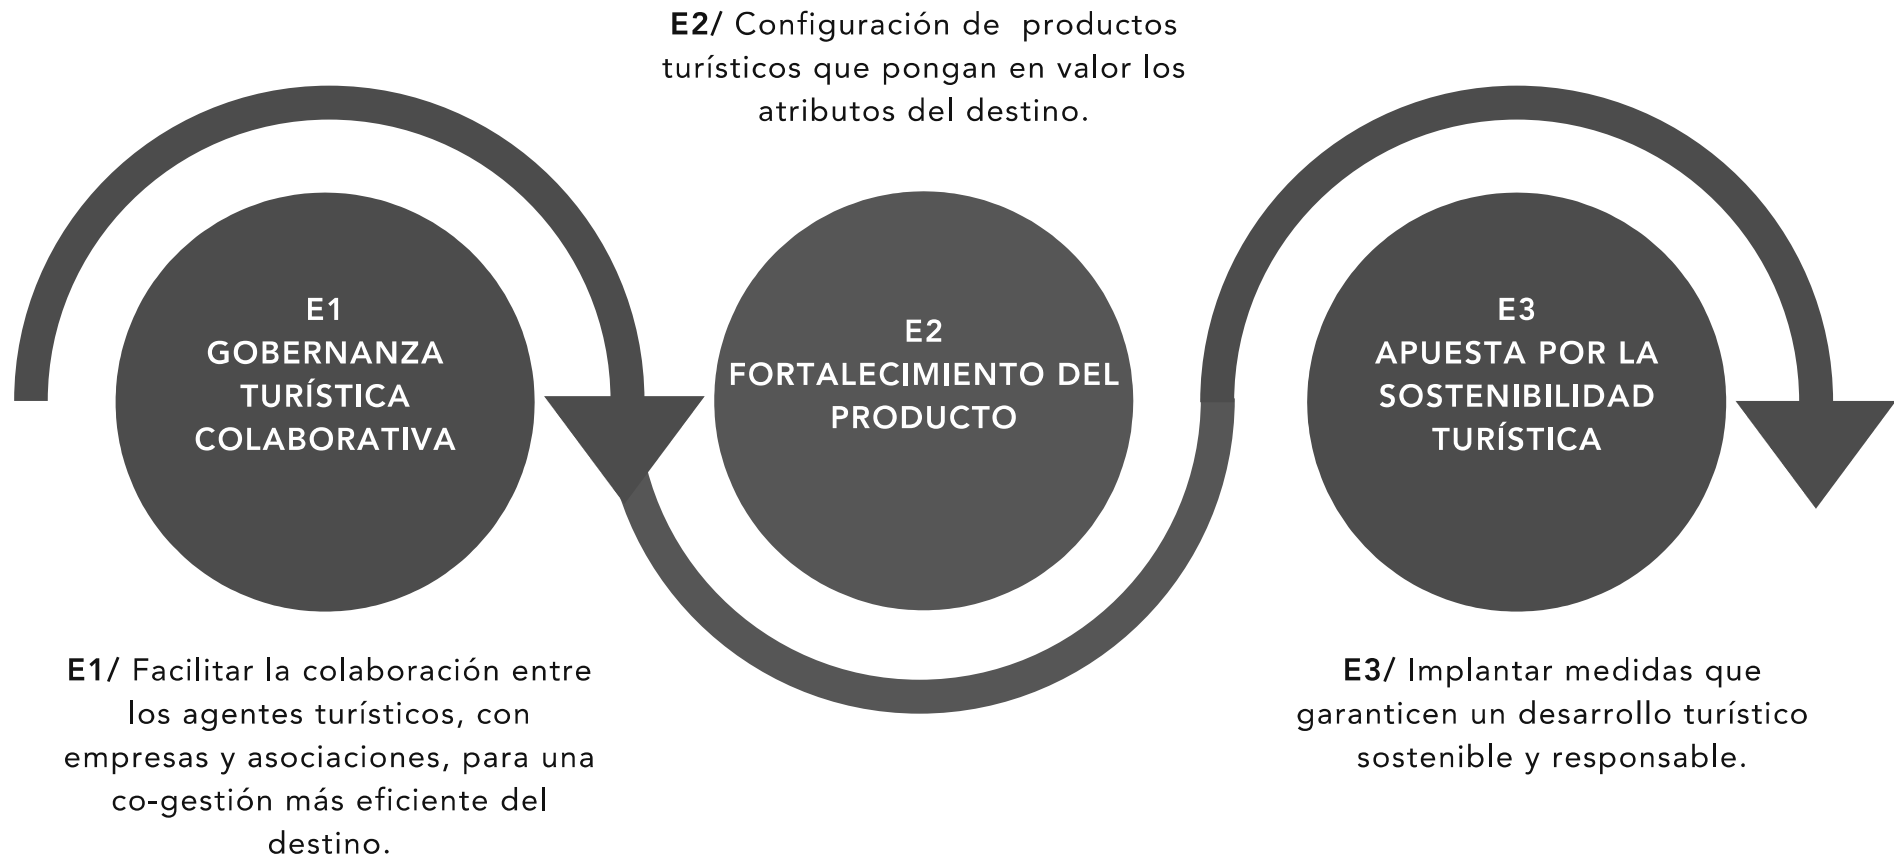 E2/ Configuración de productos
turísticos que pongan en valor los
atributos del destino.
E1
GOBERNANZA
TURÍSTICA
COLABORATIVA
E2
FORTALECIMIENTO DEL
PRODUCTO
E3
APUESTA POR LA
SOSTENIBILIDAD
TURÍSTICA
E1/ Facilitar la colaboración entre
los agentes turísticos, con
empresas y asociaciones, para una
co-gestión más eficiente del
destino.
E3/ Implantar medidas que
garanticen un desarrollo turístico
sostenible y responsable.